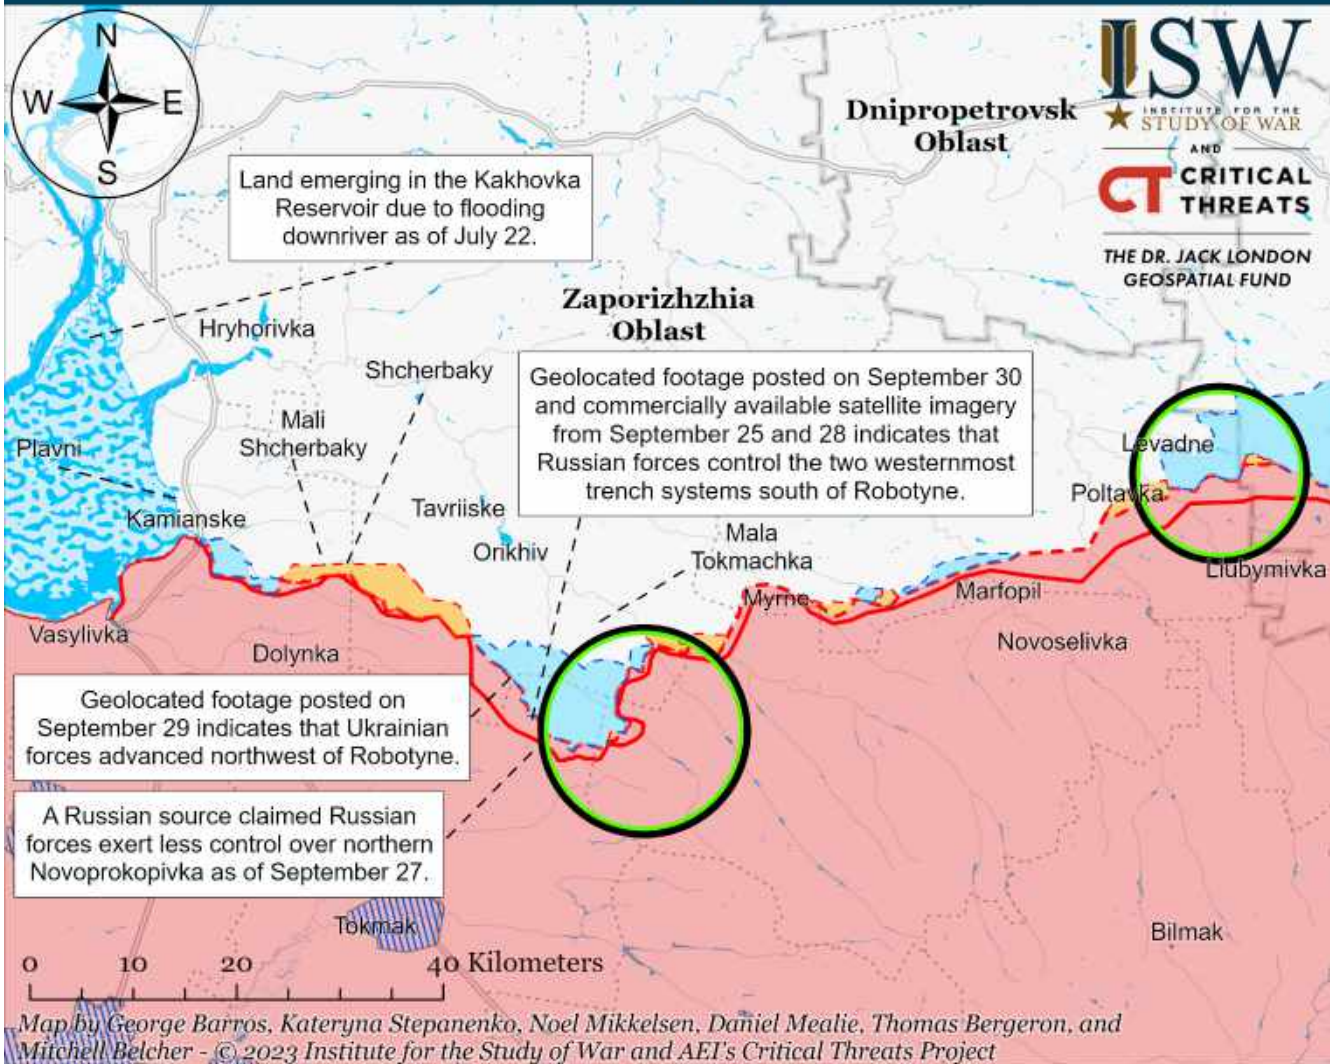 N
W E
S
ISW
INSTITUTE FOR THE
STUDY OF WAR
AND
CT CRITICAL
THREATS
THE DR. JACK LONDON
GEOSPATIAL FUND
Dnipropetrovsk
Oblast
Land emerging in the Kakhovka
Reservoir due to flooding
downriver as of July 22.
Zaporizhzhia
Oblast
Hryhorivka
Shcherbaky
Geolocated footage posted on September 30
and commercially available satellite imagery
from September 25 and 28 indicates that
Russian forces control the two westernmost
trench systems south of Robotyne.
Mali
Shcherbaky
Plavni
Levadne
Poltavka
Kamianske
Tavriiske
Orikhiv
Mala
Tokmachka
Liubymivka
Myrne
Marfopil
Vasylivka
Dolynka
Novoselivka
Geolocated footage posted on
September 29 indicates that Ukrainian
forces advanced northwest of Robotyne.
A Russian source claimed Russian
forces exert less control over northern
Novoprokopivka as of September 27.
Tokmak
Bilmak
0 10 20 40 Kilometers
Map by George Barros, Kateryna Stepanenko, Noel Mikkelsen, Daniel Mealie, Thomas Bergeron, and
Mitchell Belcher - © 2023 Institute for the Study of War and AEI's Critical Threats Project